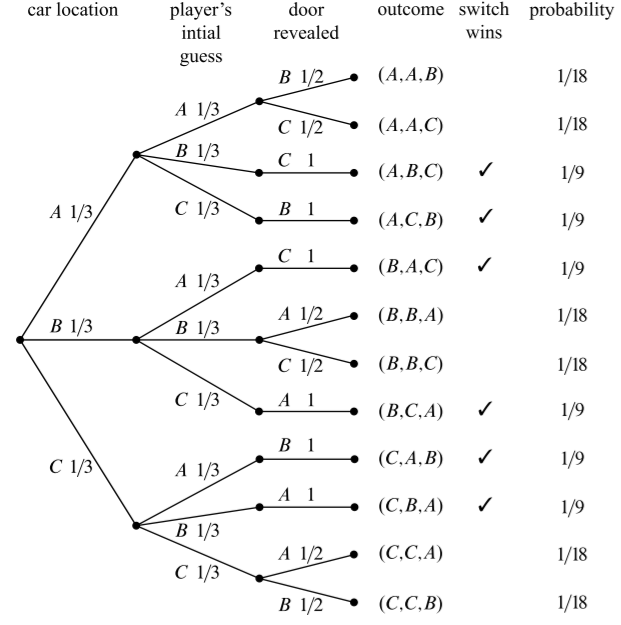 car location player's door outcome switch probability
intial revealed wins
guess
B 1/2 (A,A,B) 1/18
A 1/3
C 1/2 (A,A,C) 1/18
B 1/3 C 1 (A,B,C) ✓ 1/9
A 1/3 C 1/3 B 1 (A,C,B) ✓ 1/9
C 1 (B,A,C) ✓ 1/9
A 1/3
A 1/2 (B,B,A) 1/18
B 1/3 B 1/3
C 1/2 (B,B,C) 1/18
C 1/3 A 1 (B,C,A) ✓ 1/9
C 1/3 A 1/3 B 1 (C,A,B) ✓ 1/9
A 1 (C,B,A) ✓ 1/9
B 1/3
A 1/2 (C,C,A) 1/18
C 1/3
B 1/2 (C,C,B) 1/18